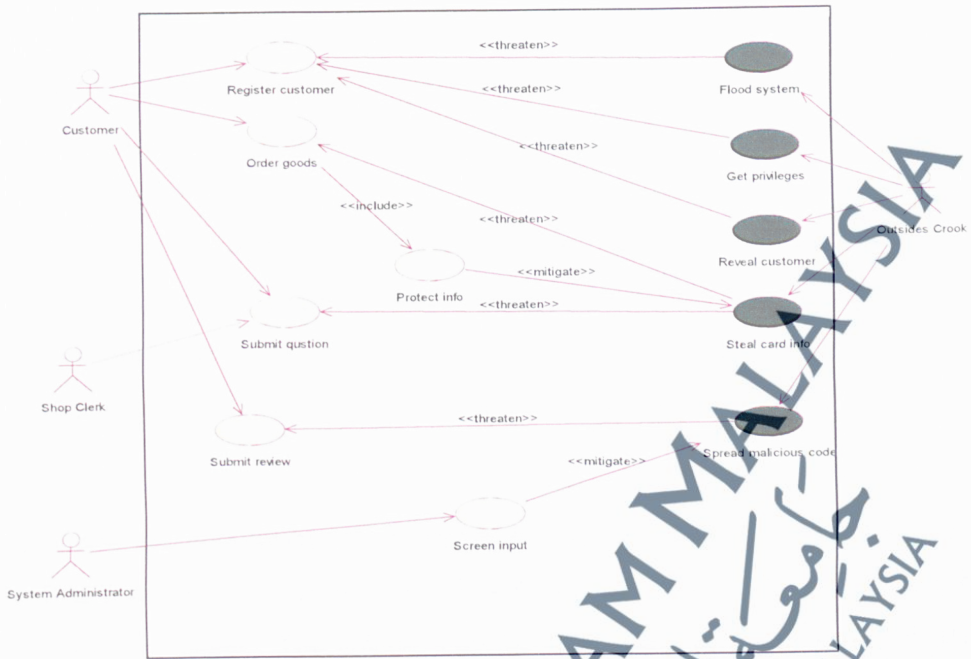 <<threaten>>
Register customer
Flood system
<<threaten>>
Customer
Order goods
<<threaten>>
Get privileges
<<include>>
<<threaten>>
Outsides Crook
Reveal customer
<<mitigate>>
Protect info
<<threaten>>
Submit qustion
Steal card info
Shop Clerk
<<threaten>>
Submit review
Spread malicious code
<<mitigate>>
Screen input
System Administrator
AM MALAYSIA
LAYSIA